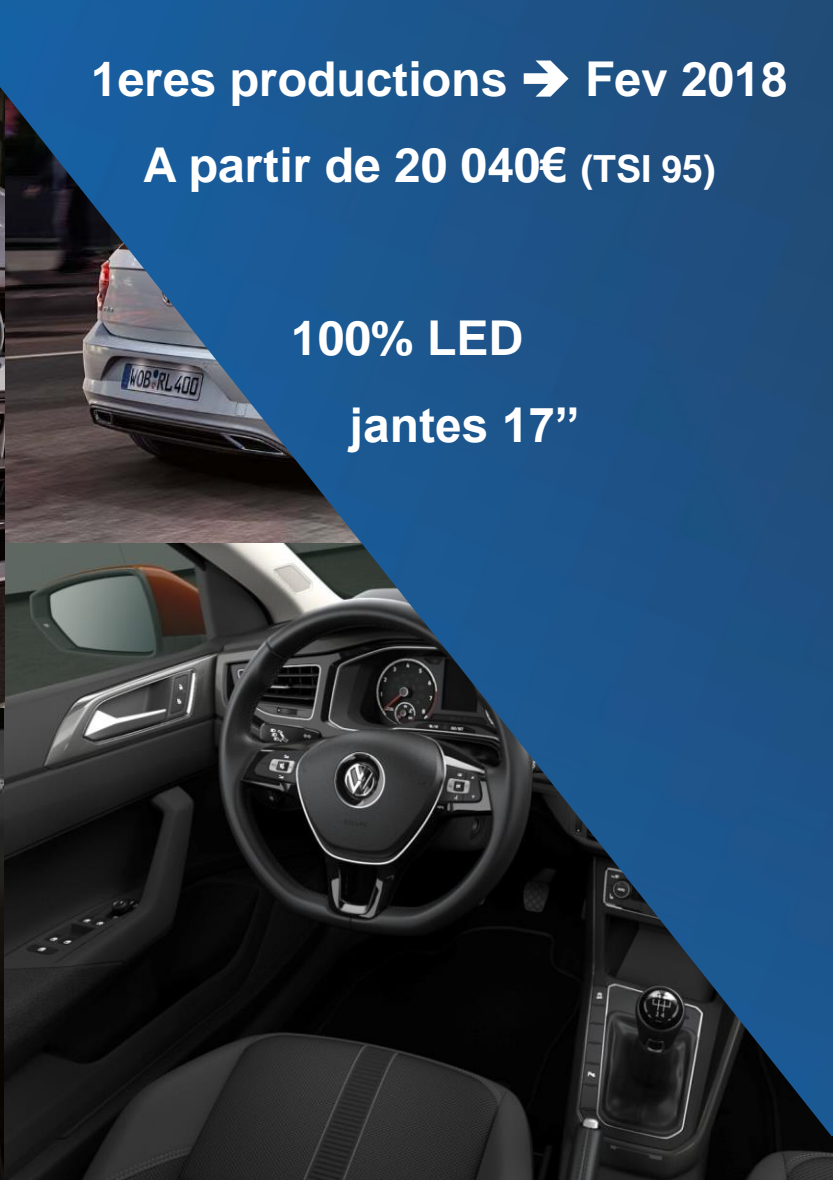 1eres productions ➔ Fev 2018
A partir de 20 040€ (TSI 95)
100% LED
jantes 17”
WOB RL 400